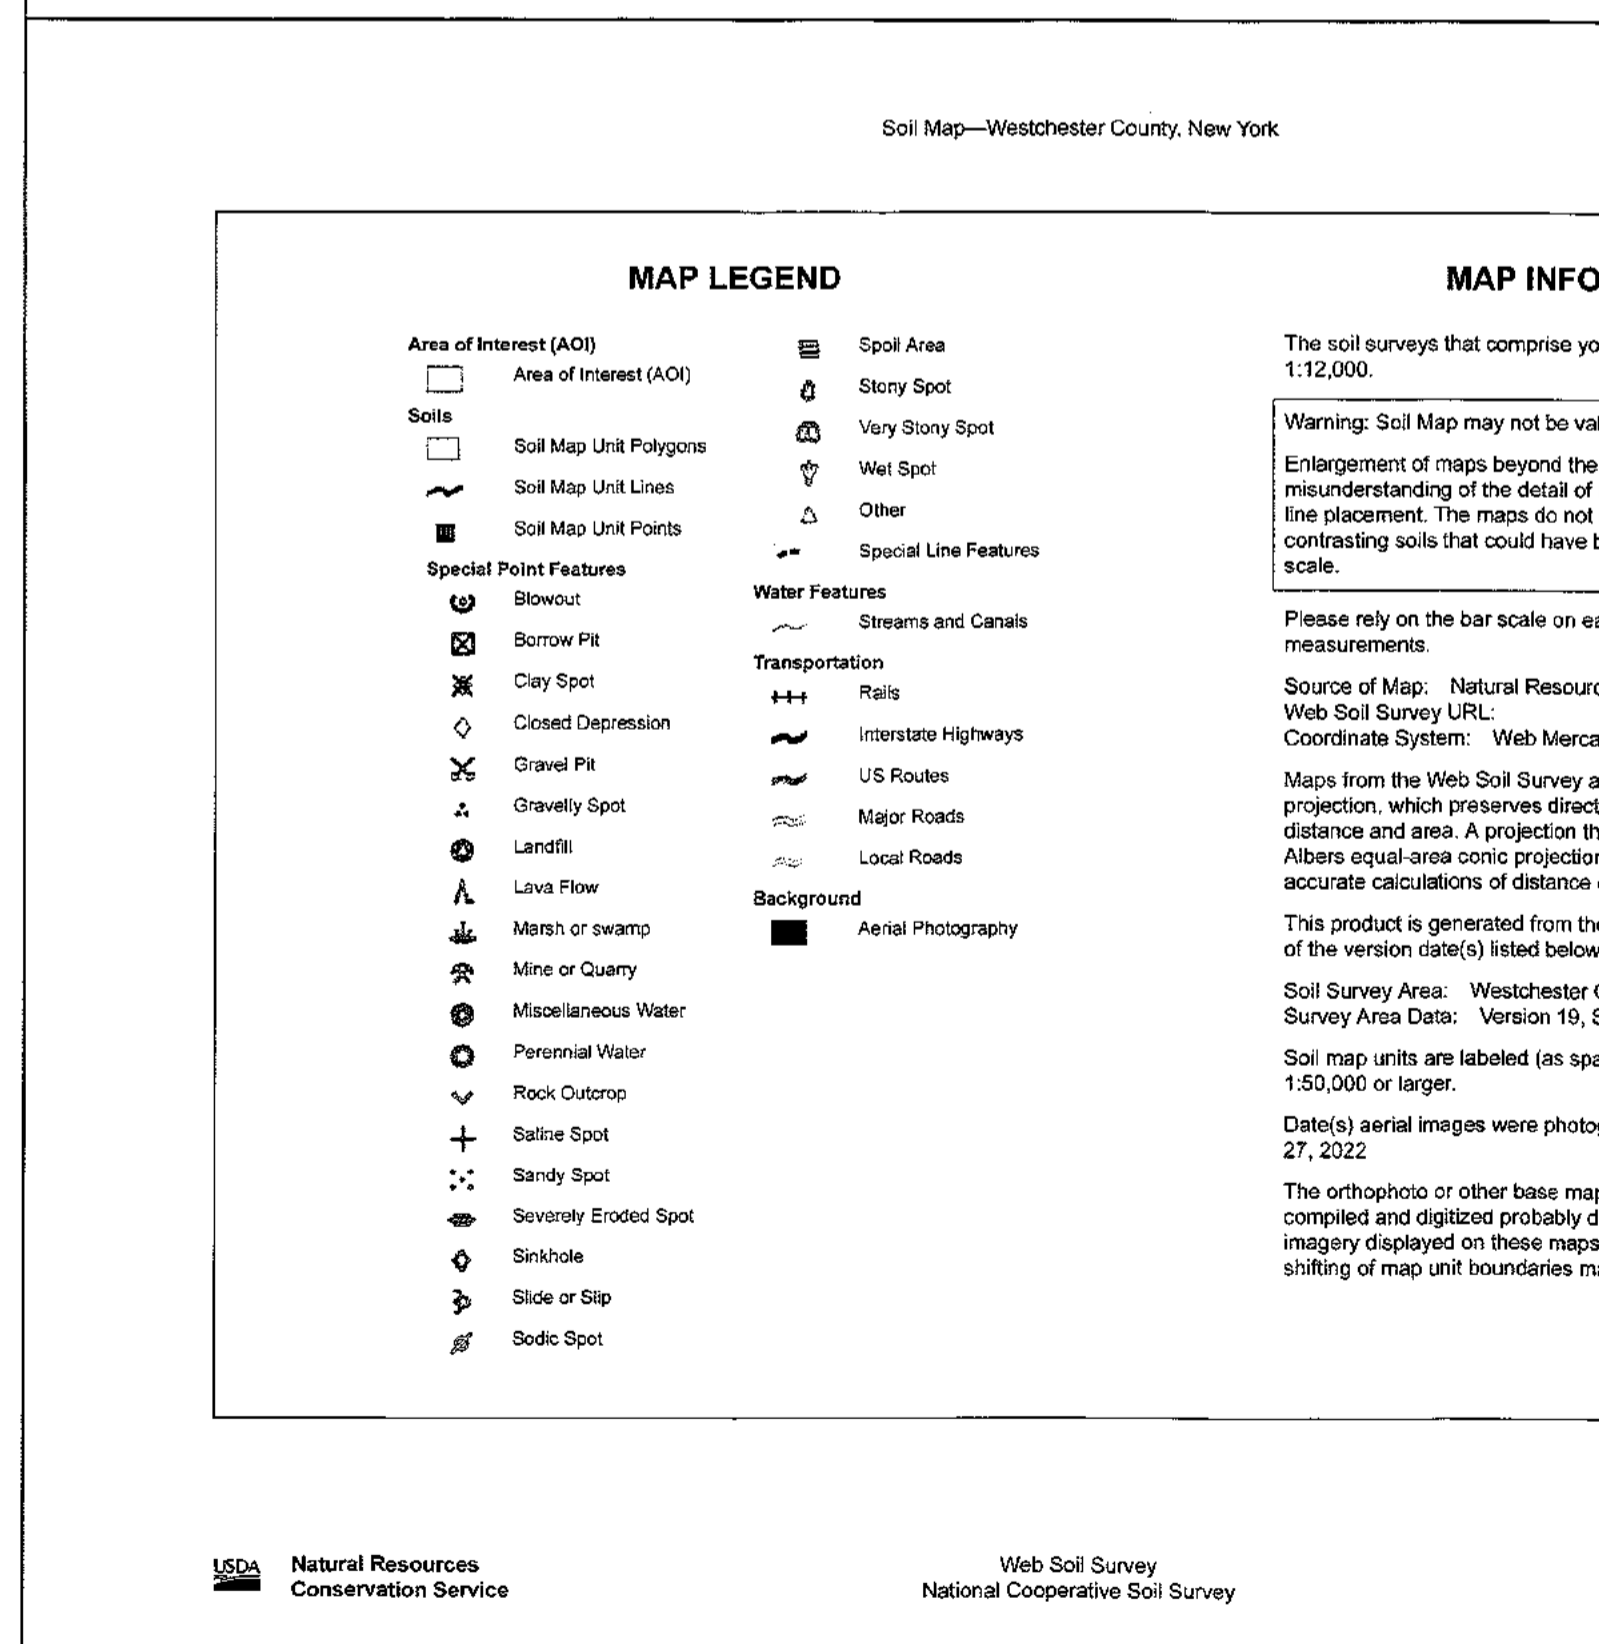 Soil Map—Westchester County, New York
MAP LEGEND
Area of Interest (AOI)
Area of Interest (AOI)
Soils
Soil Map Unit Polygons
Soil Map Unit Lines
Soil Map Unit Points
Special Point Features
Blowout
Borrow Pit
Clay Spot
Closed Depression
Gravel Pit
Gravelly Spot
Landfill
Lava Flow
Marsh or swamp
Mine or Quarry
Miscellaneous Water
Perennial Water
Rock Outcrop
Saline Spot
Sandy Spot
Severely Eroded Spot
Sinkhole
Slide or Slip
Sodic Spot
Spoil Area
Stony Spot
Very Stony Spot
Wet Spot
Other
Special Line Features
Water Features
Streams and Canals
Transportation
Rails
Interstate Highways
US Routes
Major Roads
Local Roads
Background
Aerial Photography
MAP INFO
The soil surveys that comprise yo
1:12,000.
Warning: Soil Map may not be val
Enlargement of maps beyond the
misunderstanding of the detail of
line placement. The maps do not
contrasting soils that could have b
scale.
Please rely on the bar scale on ea
measurements.
Source of Map: Natural Resourc
Web Soil Survey URL:
Coordinate System: Web Merca
Maps from the Web Soil Survey a
projection, which preserves direct
distance and area. A projection th
Albers equal-area conic projection
accurate calculations of distance
This product is generated from the
of the version date(s) listed below
Soil Survey Area: Westchester C
Survey Area Data: Version 19, S
Soil map units are labeled (as spa
1:50,000 or larger.
Date(s) aerial images were photog
27, 2022
The orthophoto or other base map
compiled and digitized probably d
imagery displayed on these maps
shifting of map unit boundaries ma
USDA
Natural Resources
Conservation Service
Web Soil Survey
National Cooperative Soil Survey